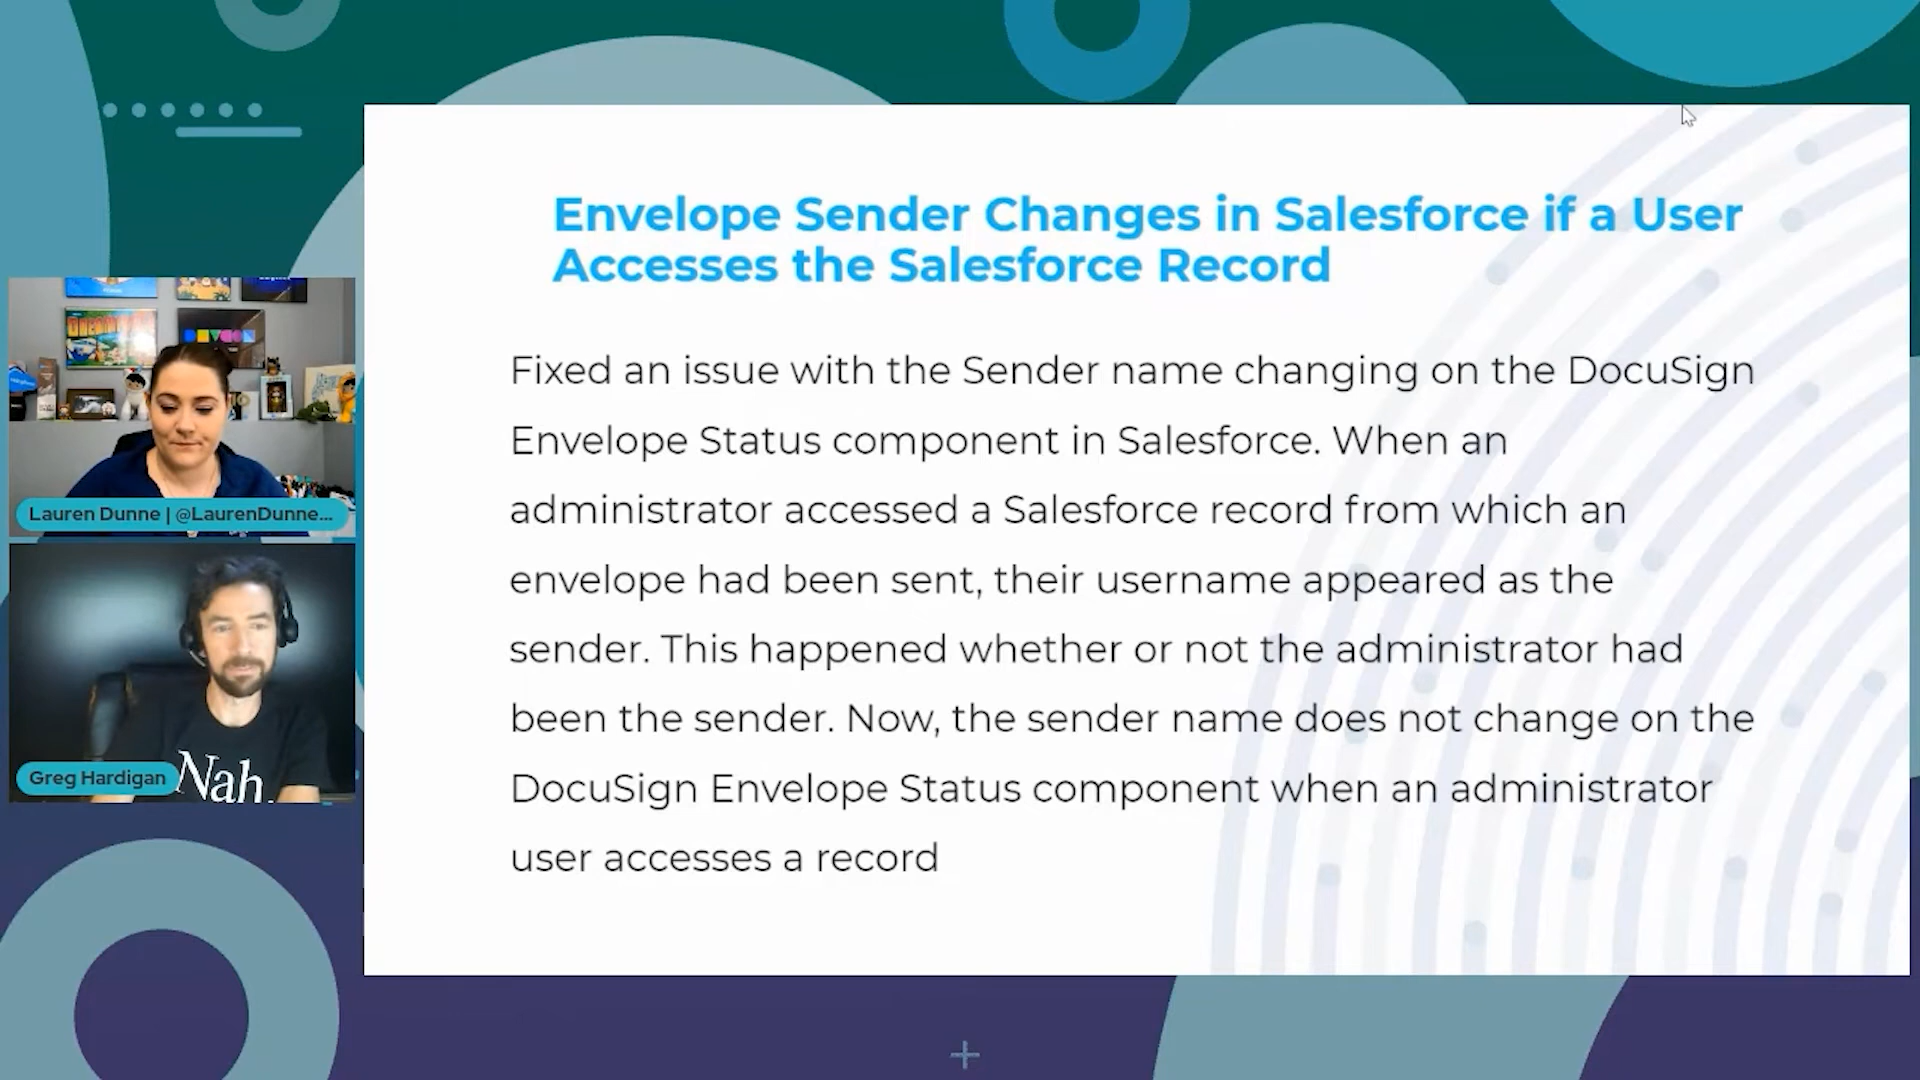 Envelope Sender Changes in Salesforce if a User
Accesses the Salesforce Record
Fixed an issue with the Sender name changing on the DocuSign
Envelope Status component in Salesforce. When an
administrator accessed a Salesforce record from which an
envelope had been sent, their username appeared as the
sender. This happened whether or not the administrator had
been the sender. Now, the sender name does not change on the
DocuSign Envelope Status component when an administrator
user accesses a record
Lauren Dunne | @LaurenDunne...
Nah.
Greg Hardigan